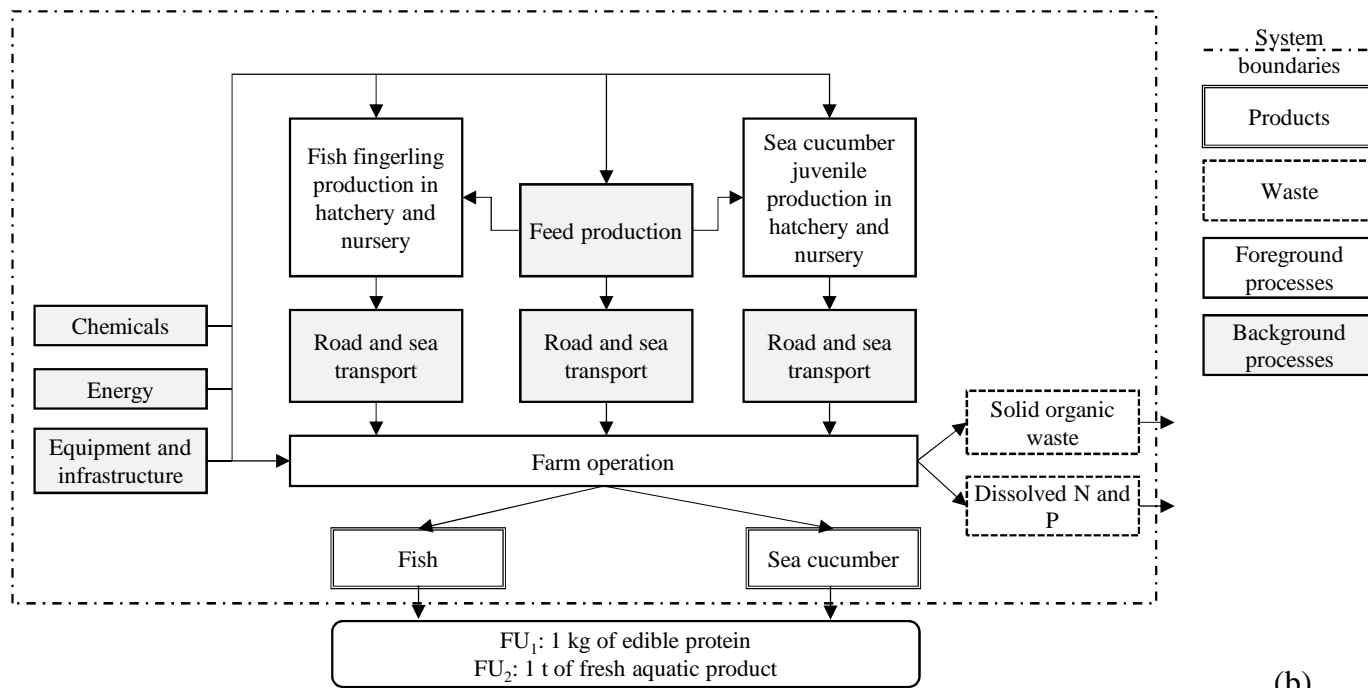 System
boundaries
Products
Waste
Foreground
processes
Background
processes
Fish fingerling
production in
hatchery and
nursery
Feed production
Sea cucumber
juvenile
production in
hatchery and
nursery
Chemicals
Energy
Equipment and
infrastructure
Road and sea
transport
Road and sea
transport
Road and sea
transport
Farm operation
Solid organic
waste
Dissolved N and
P
Fish
Sea cucumber
FU₁: 1 kg of edible protein
FU₂: 1 t of fresh aquatic product
(b)